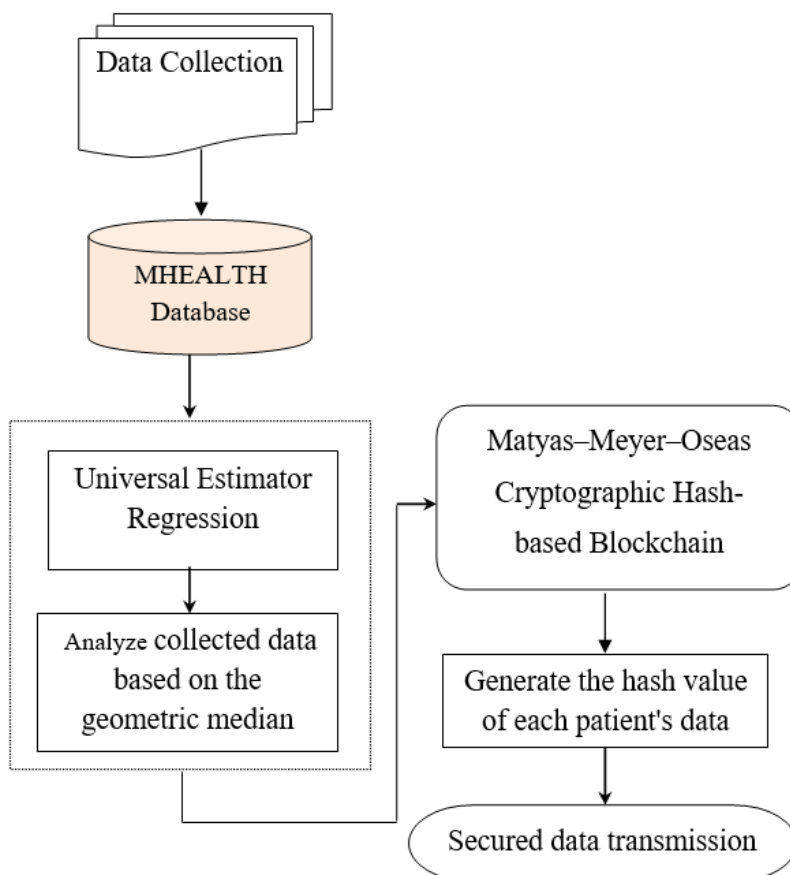 Data Collection
MHEALTH
Database
Universal Estimator
Regression
Analyze collected data
based on the
geometric median
Matyas–Meyer–Oseas
Cryptographic Hash-
based Blockchain
Generate the hash value
of each patient's data
Secured data transmission